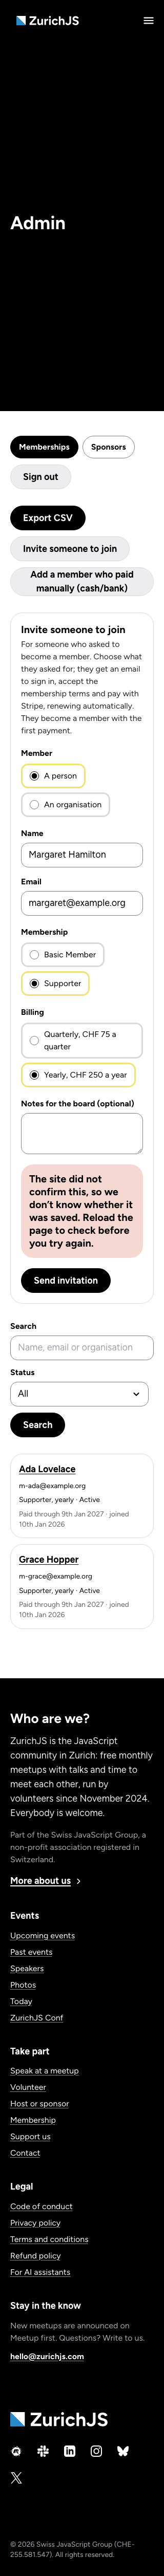 ZurichJS
Admin
Memberships
Sponsors
Sign out
Export CSV
Invite someone to join
Add a member who paid
manually (cash/bank)
Invite someone to join
For someone who asked to
become a member. Choose what
they asked for; they get an email
to sign in, accept the
membership terms and pay with
Stripe, renewing automatically.
They become a member with the
first payment.
Member
A person
An organisation
Name
Margaret Hamilton
Email
margaret@example.org
Membership
Basic Member
Supporter
Billing
Quarterly, CHF 75 a
quarter
Yearly, CHF 250 a year
Notes for the board (optional)
The site did not
confirm this, so we
don't know whether it
was saved. Reload the
page to check before
you try again.
Send invitation
Search
Name, email or organisation
Status
All
Search
Ada Lovelace
m-ada@example.org
Supporter, yearly · Active
Paid through 9th Jan 2027 · joined
10th Jan 2026
Grace Hopper
m-grace@example.org
Supporter, yearly · Active
Paid through 9th Jan 2027 · joined
10th Jan 2026
Who are we?
ZurichJS is the JavaScript
community in Zurich: free monthly
meetups with talks and time to
meet each other, run by
volunteers since November 2024.
Everybody is welcome.
Part of the Swiss JavaScript Group, a
non-profit association registered in
Switzerland.
More about us
Events
Upcoming events
Past events
Speakers
Photos
Today
ZurichJS Conf
Take part
Speak at a meetup
Volunteer
Host or sponsor
Membership
Support us
Contact
Legal
Code of conduct
Privacy policy
Terms and conditions
Refund policy
For AI assistants
Stay in the know
New meetups are announced on
Meetup first. Questions? Write to us.
hello@zurichjs.com
ZurichJS
© 2026 Swiss JavaScript Group (CHE-
255.581.547). All rights reserved.